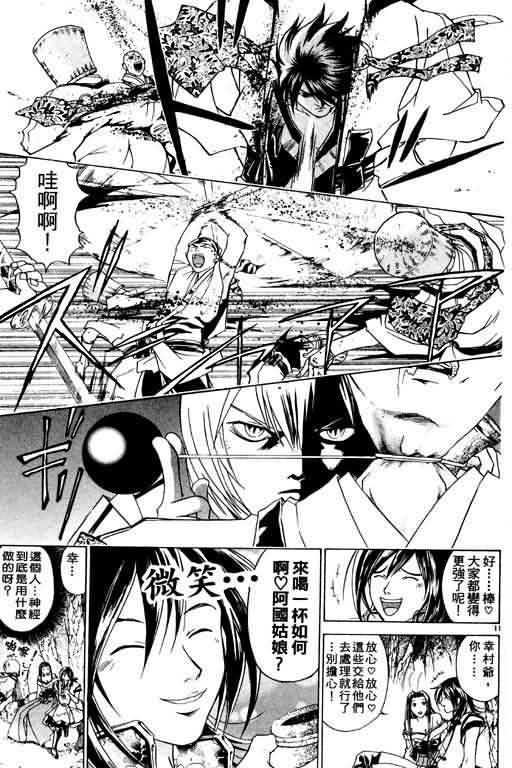 哇啊啊!
ギギ
好……棒♡
大家都變得
更強了呢!
11
幸村爺,
你……
放心♡放心♡
這些交給他們
去處理就行了
…別擔心!
來喝一杯如何
啊♡阿國姑娘?
微笑…
幸…
這個人…神經
到底是用什麼
做的呀?